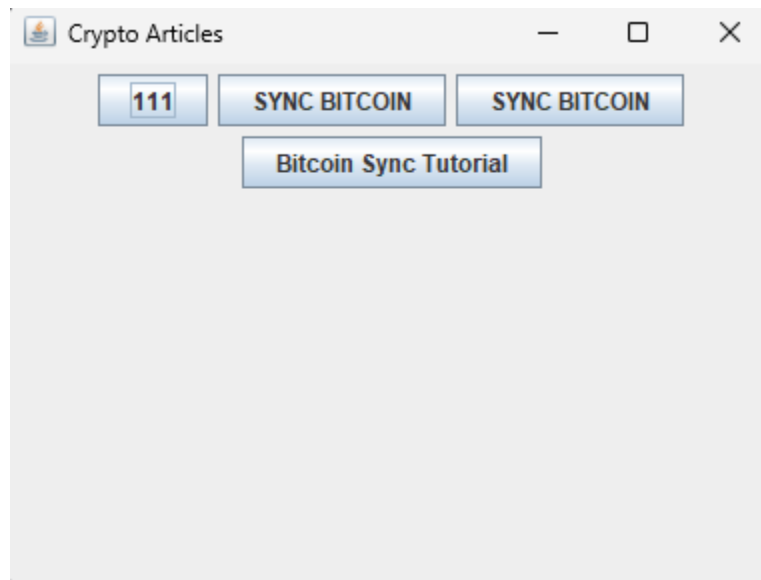 Crypto Articles
111 SYNC BITCOIN SYNC BITCOIN
Bitcoin Sync Tutorial